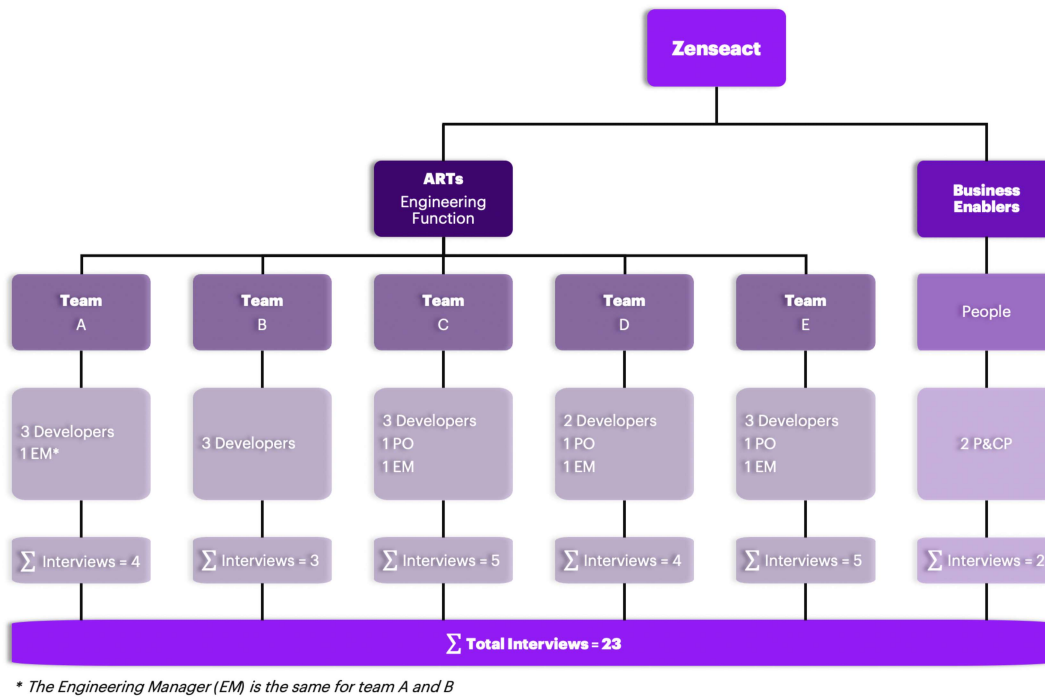 Zenseact
ARTs
Engineering
Function
Business
Enablers
Team
A
Team
B
Team
C
Team
D
Team
E
People
3 Developers
1 EM*
3 Developers
3 Developers
1 PO
1 EM
2 Developers
1 PO
1 EM
3 Developers
1 PO
1 EM
2 P&CP
∑ Interviews = 4
∑ Interviews = 3
∑ Interviews = 5
∑ Interviews = 4
∑ Interviews = 5
∑ Interviews = 2
∑ Total Interviews = 23
* The Engineering Manager (EM) is the same for team A and B